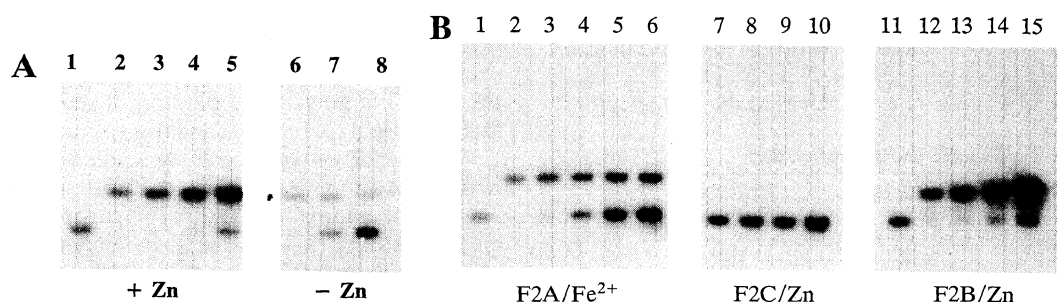 A
1 2 3 4 5
6 7 8
+ Zn
− Zn
B
1 2 3 4 5 6
7 8 9 10
11 12 13 14 15
F2A/Fe²⁺
F2C/Zn
F2B/Zn